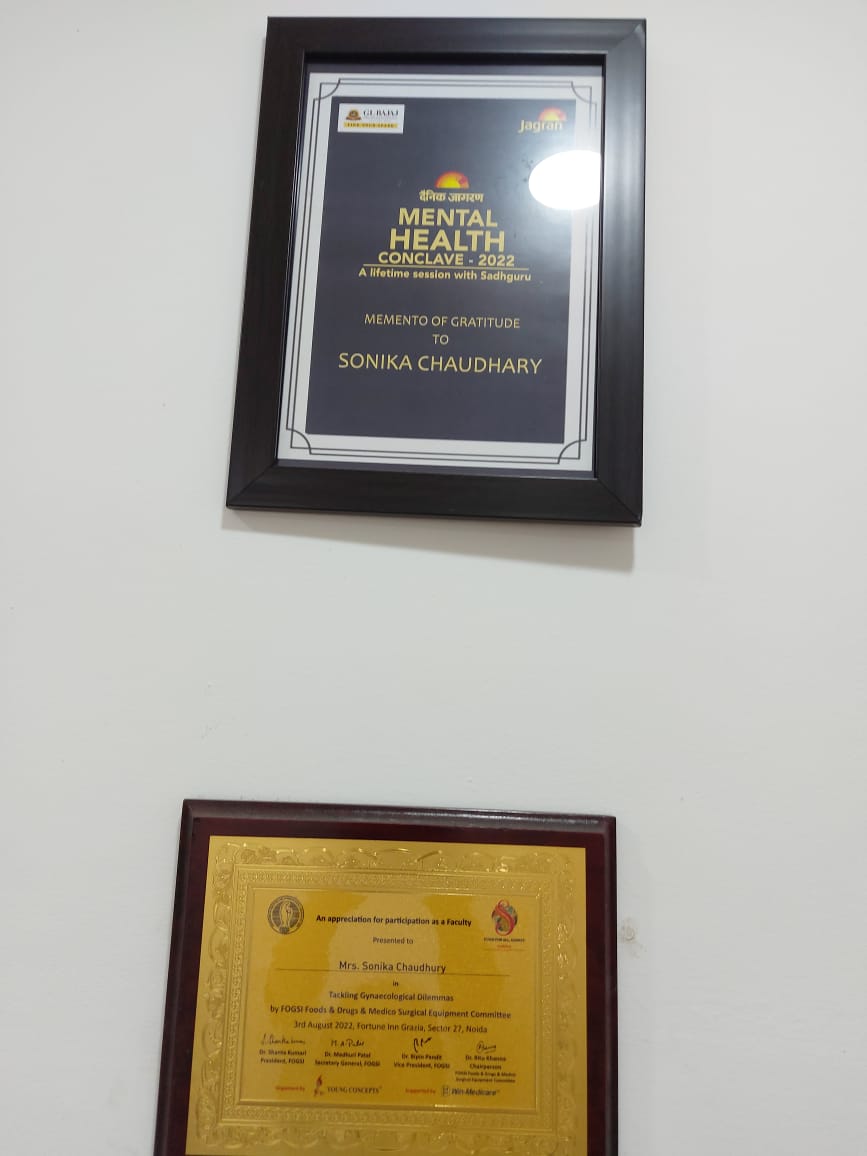 GL BAJAJ
Jagran
दैनिक जागरण
MENTAL
HEALTH
CONCLAVE - 2022
A lifetime session with Sadhguru
MEMENTO OF GRATITUDE
TO
SONIKA CHAUDHARY
An appreciation for participation as a Faculty
Presented to
Mrs. Sonika Chaudhury
in
Tackling Gynaecological Dilemmas
by FOGSI Foods & Drugs & Medico Surgical Equipment Committee
3rd August 2022, Fortune Inn Grazia, Sector 27, Noida
Dr. Shanta Kumari
President, FOGSI
Dr. Madhuri Patel
Secretary General, FOGSI
Dr. Bipin Pandit
Vice President, FOGSI
Dr. Bita Khanna
Chairperson
FOGSI Foods & Drugs & Medico
Surgical Equipment Committee
Organised by
YOUNG CONCEPTS
Supported by
Win-Medicare